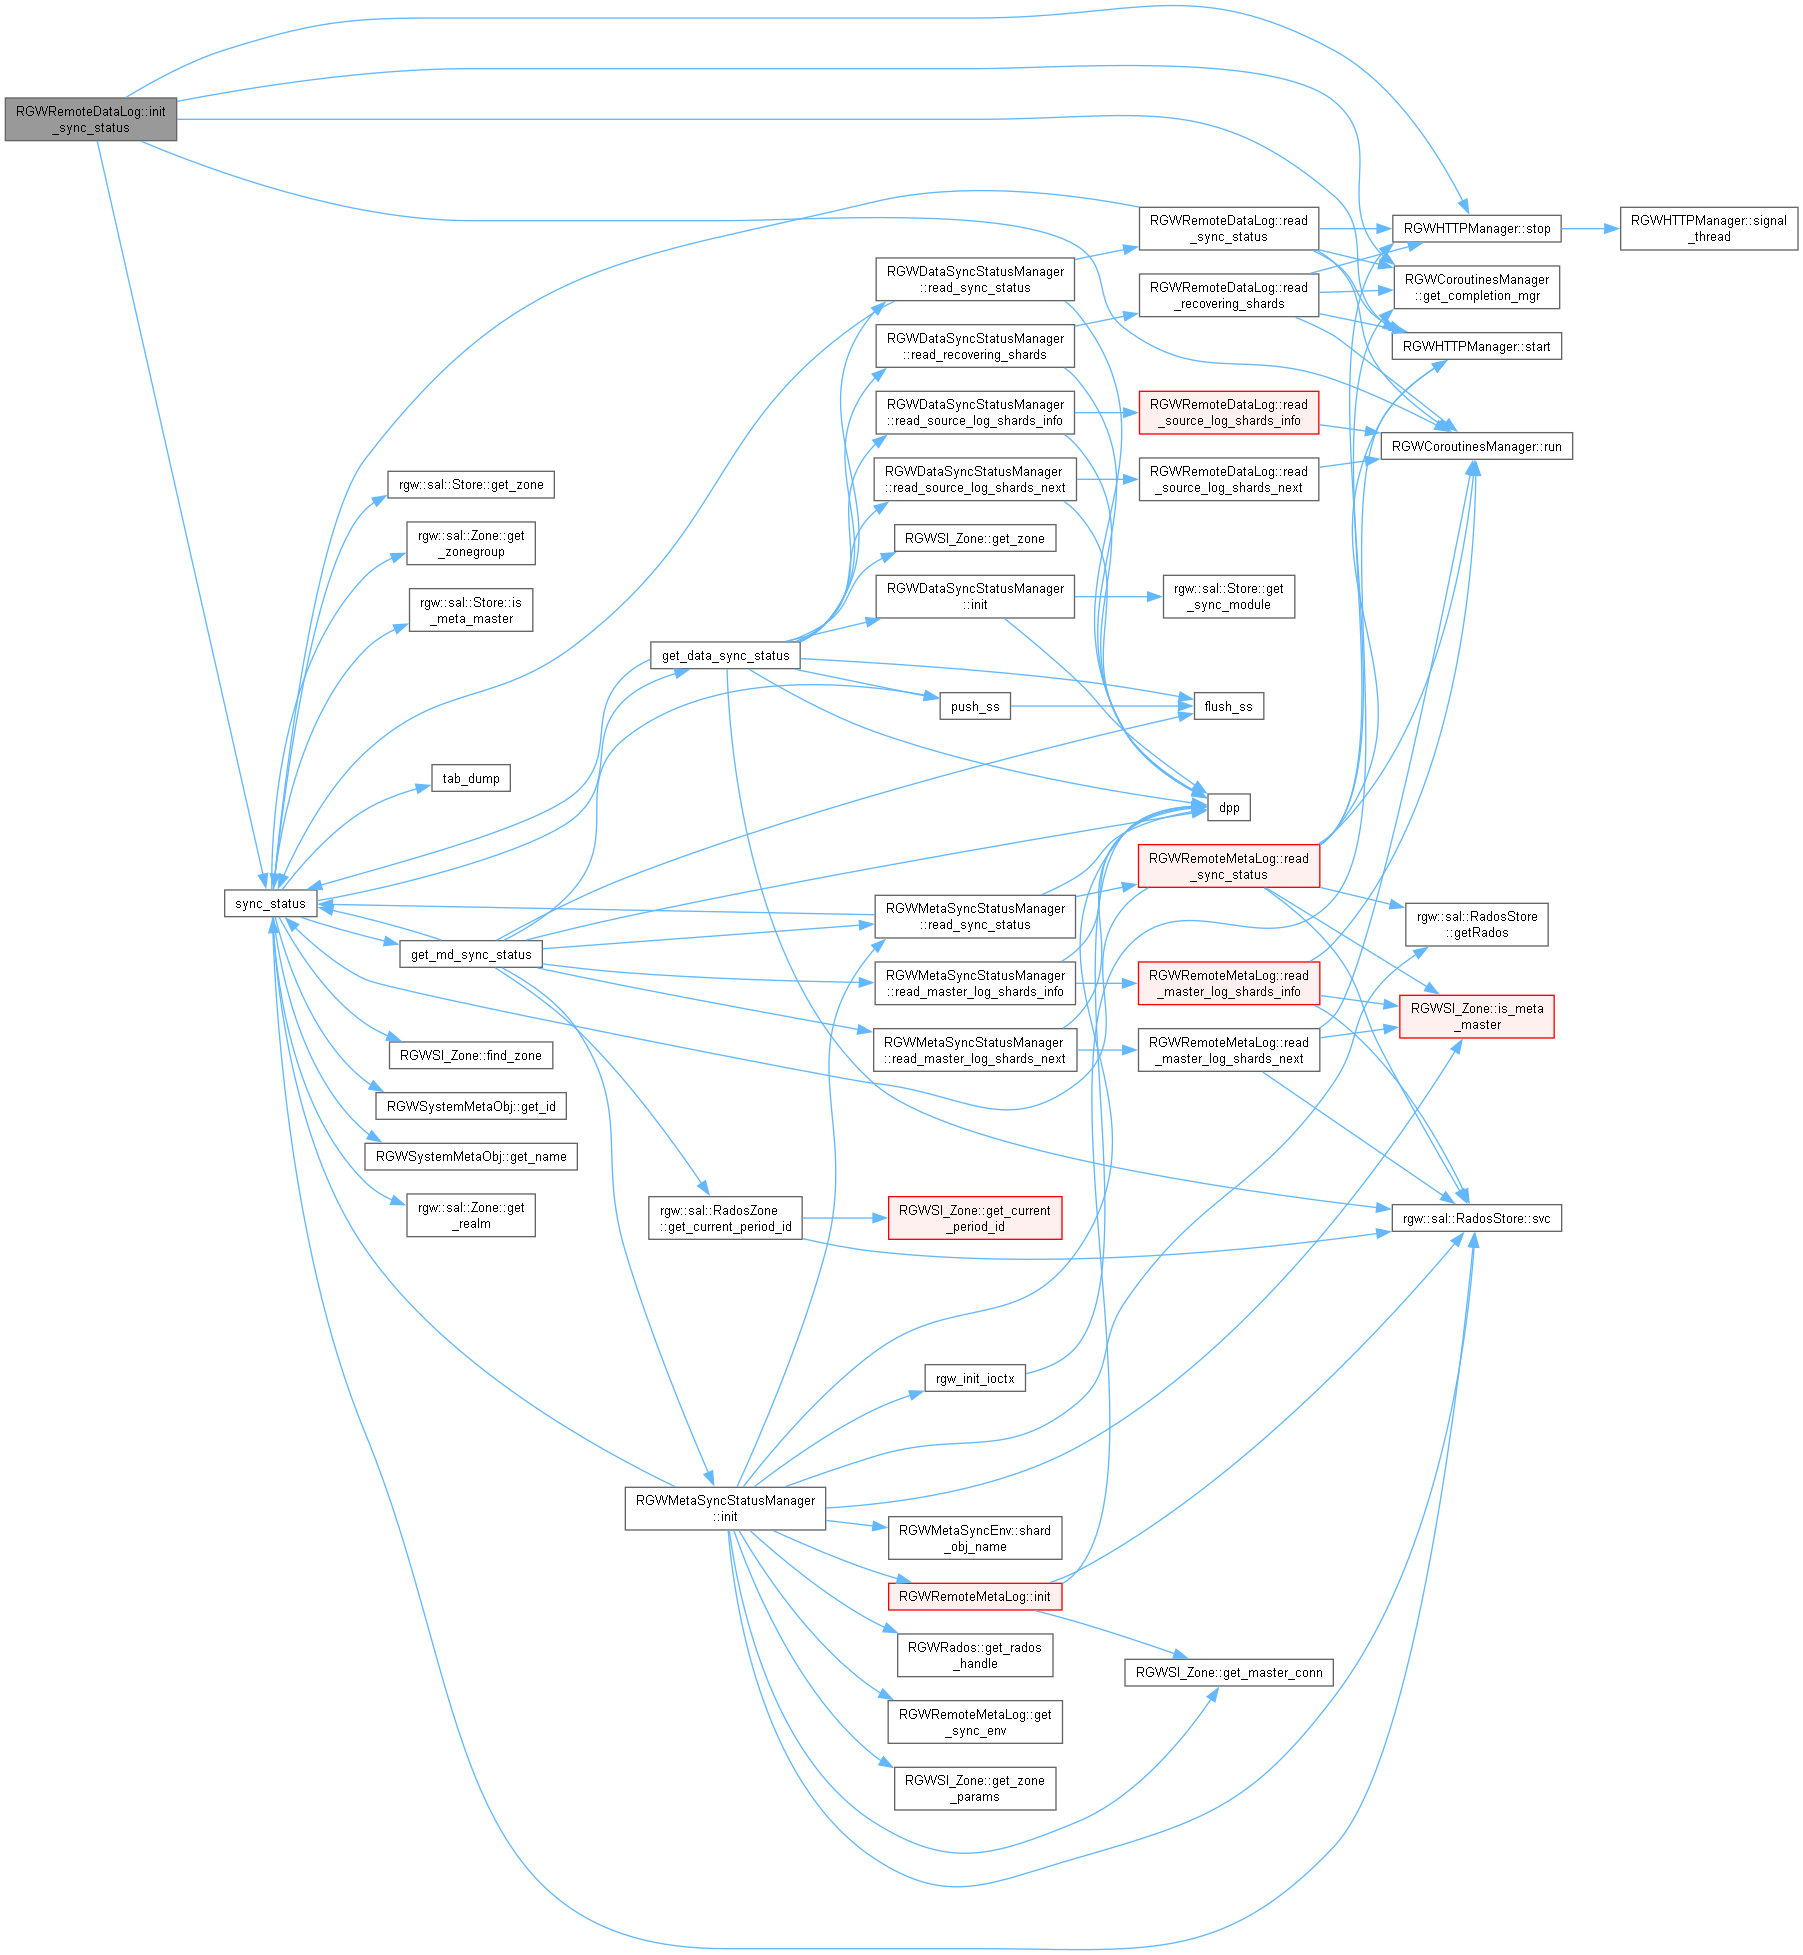 RGWRemoteDataLog::init
_sync_status
sync_status
rgw::sal::Store::get_zone
rgw::sal::Zone::get
_zonegroup
rgw::sal::Store::is
_meta_master
tab_dump
get_md_sync_status
RGWSI_Zone::find_zone
RGWSystemMetaObj::get_id
RGWSystemMetaObj::get_name
rgw::sal::Zone::get
_realm
get_data_sync_status
rgw::sal::RadosZone
::get_current_period_id
RGWMetaSyncStatusManager
::init
RGWDataSyncStatusManager
::read_sync_status
RGWDataSyncStatusManager
::read_recovering_shards
RGWDataSyncStatusManager
::read_source_log_shards_info
RGWDataSyncStatusManager
::read_source_log_shards_next
RGWSI_Zone::get_zone
RGWDataSyncStatusManager
::init
push_ss
RGWMetaSyncStatusManager
::read_sync_status
RGWMetaSyncStatusManager
::read_master_log_shards_info
RGWMetaSyncStatusManager
::read_master_log_shards_next
RGWSI_Zone::get_current
_period_id
rgw_init_ioctx
RGWMetaSyncEnv::shard
_obj_name
RGWRemoteMetaLog::init
RGWRados::get_rados
_handle
RGWRemoteMetaLog::get
_sync_env
RGWSI_Zone::get_zone
_params
RGWRemoteDataLog::read
_sync_status
RGWRemoteDataLog::read
_recovering_shards
RGWRemoteDataLog::read
_source_log_shards_info
RGWRemoteDataLog::read
_source_log_shards_next
rgw::sal::Store::get
_sync_module
flush_ss
dpp
RGWRemoteMetaLog::read
_sync_status
RGWRemoteMetaLog::read
_master_log_shards_info
RGWRemoteMetaLog::read
_master_log_shards_next
RGWSI_Zone::get_master_conn
RGWHTTPManager::stop
RGWCoroutinesManager
::get_completion_mgr
RGWHTTPManager::start
RGWCoroutinesManager::run
rgw::sal::RadosStore
::getRados
RGWSI_Zone::is_meta
_master
rgw::sal::RadosStore::svc
RGWHTTPManager::signal
_thread